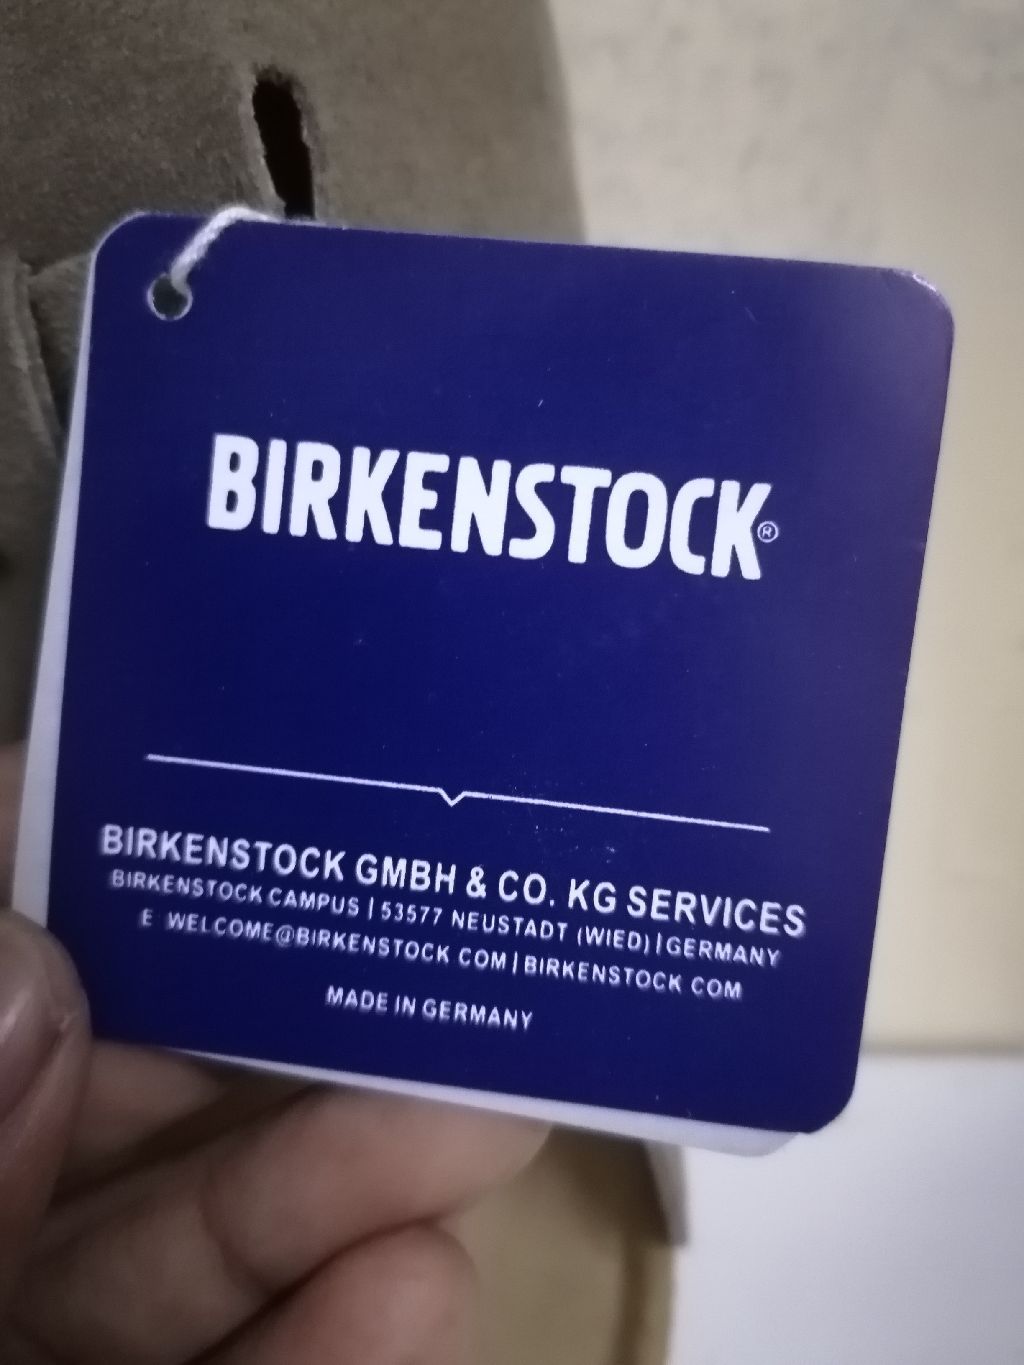 BIRKENSTOCK®
BIRKENSTOCK GMBH & CO. KG SERVICES
BIRKENSTOCK CAMPUS | 53577 NEUSTADT (WIED) | GERMANY
E WELCOME@BIRKENSTOCK COM | BIRKENSTOCK COM
MADE IN GERMANY